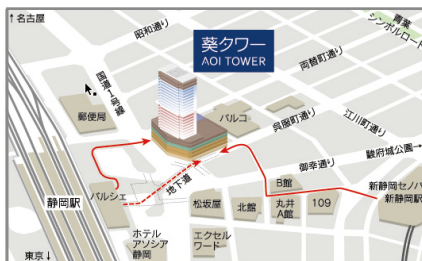 ↑名古屋
昭和通り
青葉
シンボルロード
葵タワー
AOI TOWER
両替町通り
国道1号線
郵便局
パルコ
呉服町通り
江川町通り
駿府城公園→
御幸通り
地下道
新静岡セノバ
新静岡駅
B館
パルシェ
静岡駅
松坂屋
北館
丸井
A館
109
ホテル
アソシア
静岡
エクセル
ワード
東京↓